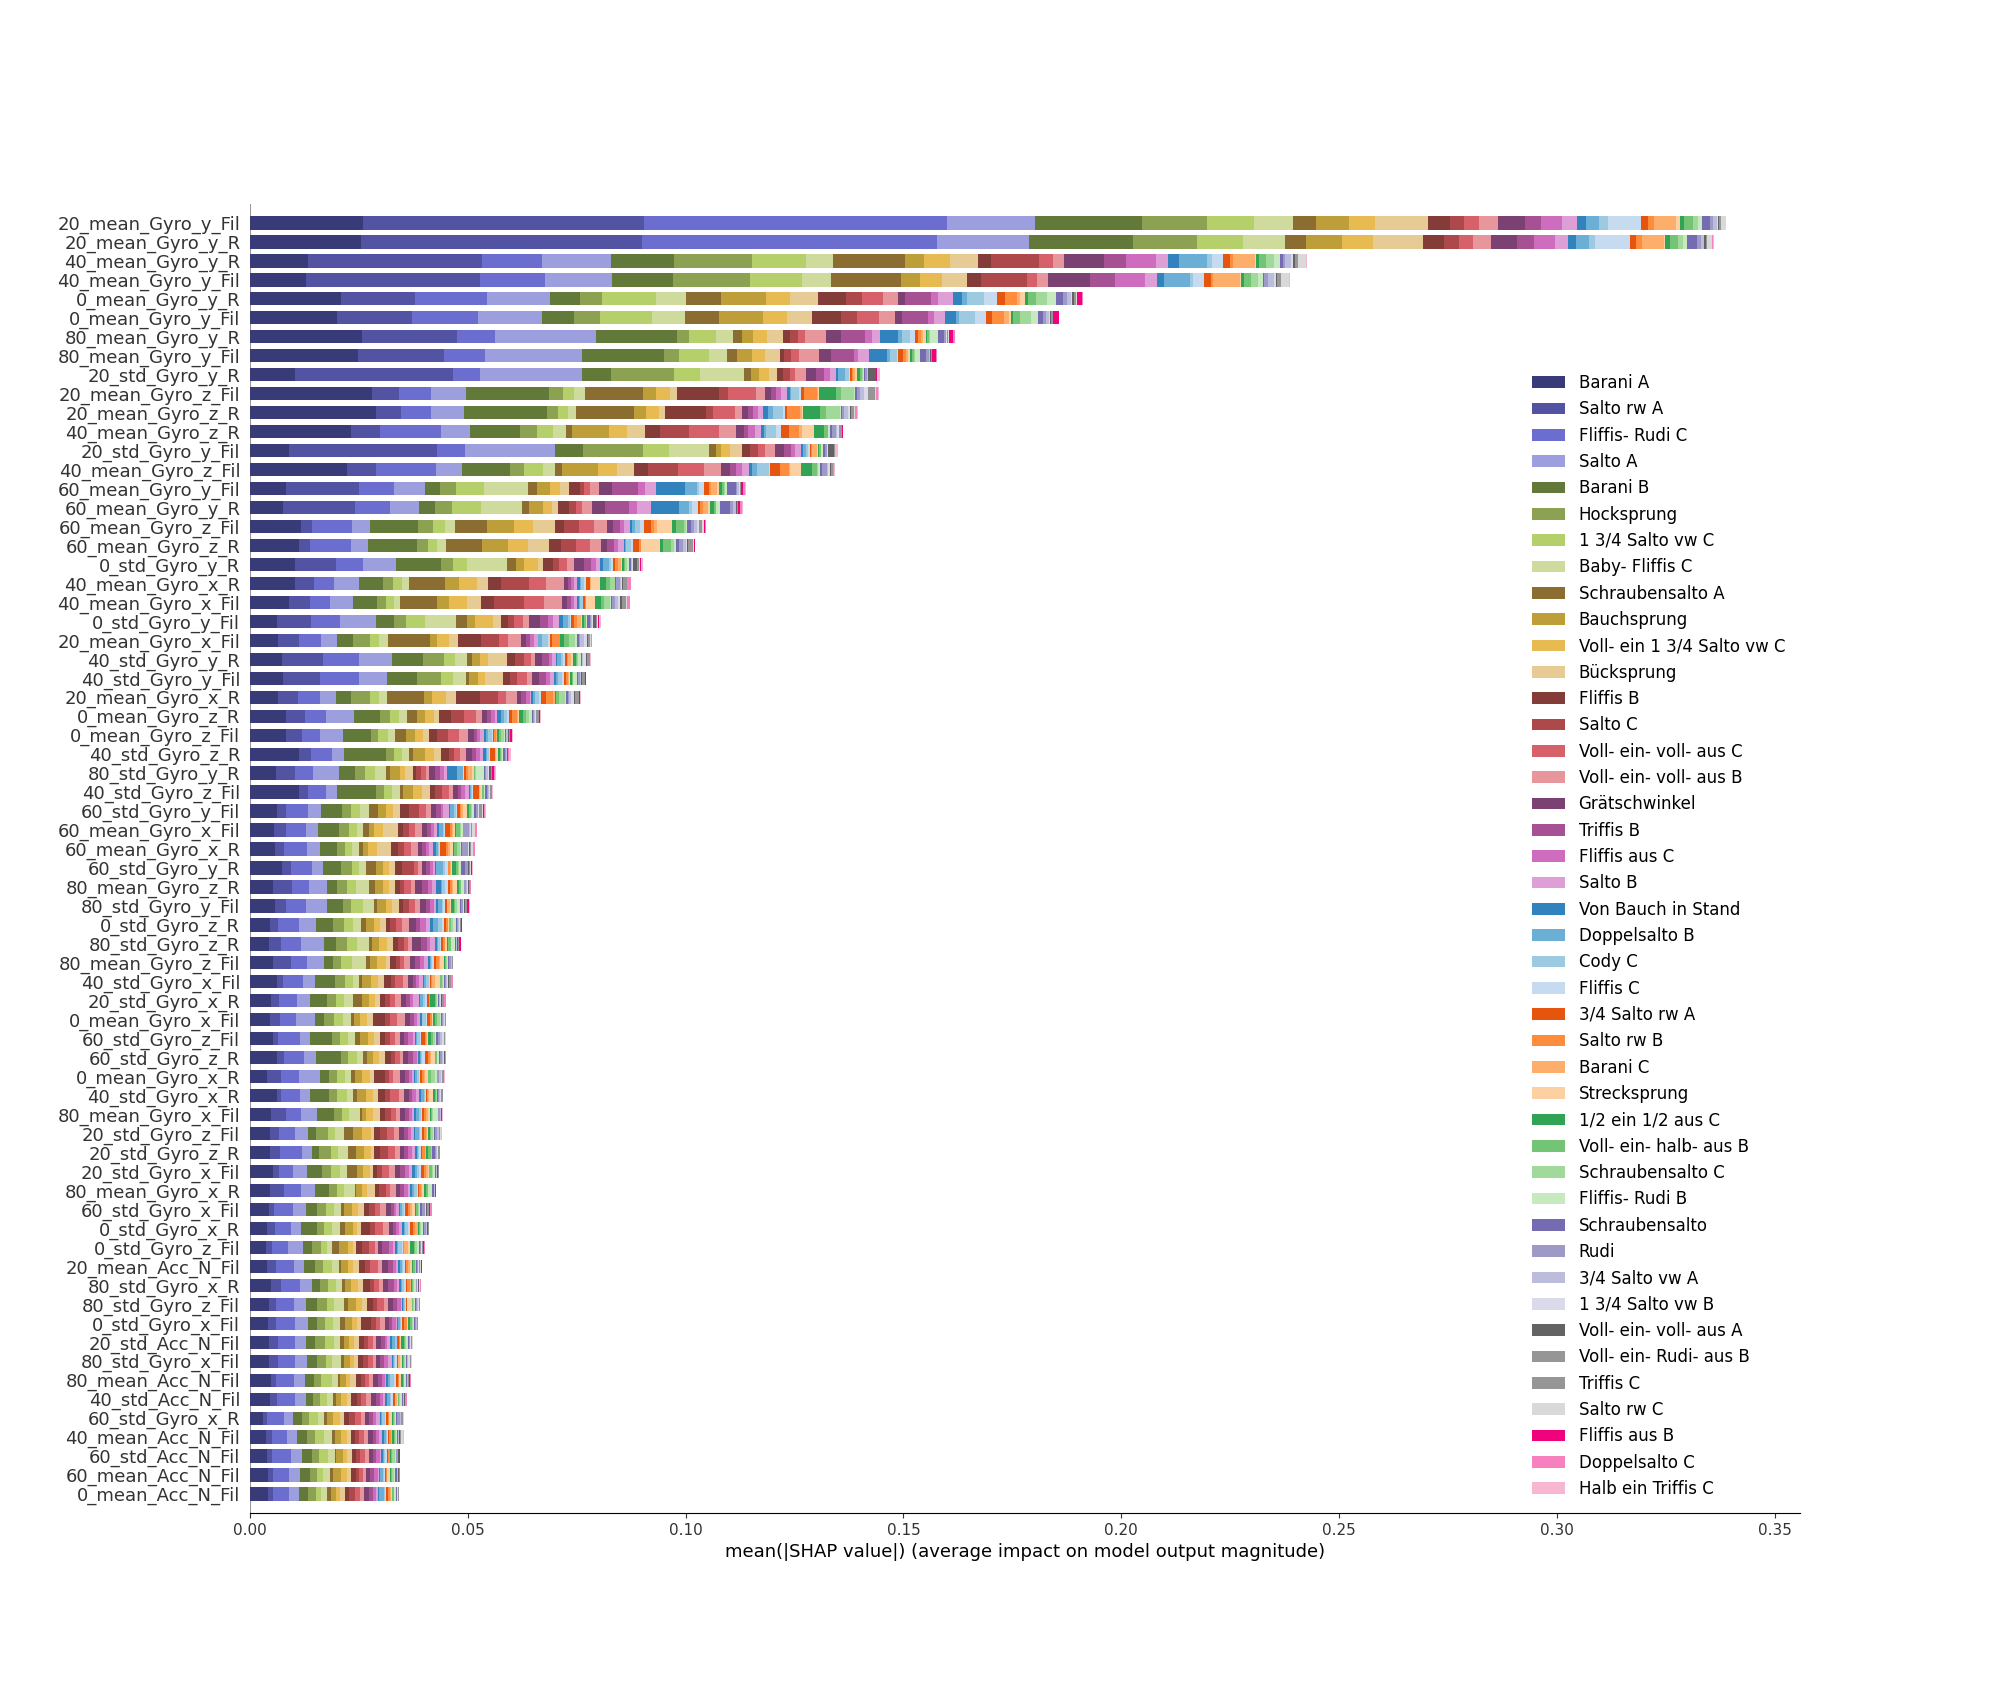 20_mean_Gyro_y_Fil
20_mean_Gyro_y_R
40_mean_Gyro_y_R
40_mean_Gyro_y_Fil
0_mean_Gyro_y_R
0_mean_Gyro_y_Fil
80_mean_Gyro_y_R
80_mean_Gyro_y_Fil
20_std_Gyro_y_R
20_mean_Gyro_z_Fil
20_mean_Gyro_z_R
40_mean_Gyro_z_R
20_std_Gyro_y_Fil
40_mean_Gyro_z_Fil
60_mean_Gyro_y_Fil
60_mean_Gyro_y_R
60_mean_Gyro_z_Fil
60_mean_Gyro_z_R
0_std_Gyro_y_R
40_mean_Gyro_x_R
40_mean_Gyro_x_Fil
0_std_Gyro_y_Fil
20_mean_Gyro_x_Fil
40_std_Gyro_y_R
40_std_Gyro_y_Fil
20_mean_Gyro_x_R
0_mean_Gyro_z_R
0_mean_Gyro_z_Fil
40_std_Gyro_z_R
80_std_Gyro_y_R
40_std_Gyro_z_Fil
60_std_Gyro_y_Fil
60_mean_Gyro_x_Fil
60_mean_Gyro_x_R
60_std_Gyro_y_R
80_mean_Gyro_z_R
80_std_Gyro_y_Fil
0_std_Gyro_z_R
80_std_Gyro_z_R
80_mean_Gyro_z_Fil
40_std_Gyro_x_Fil
20_std_Gyro_x_R
0_mean_Gyro_x_Fil
60_std_Gyro_z_Fil
60_std_Gyro_z_R
0_mean_Gyro_x_R
40_std_Gyro_x_R
80_mean_Gyro_x_Fil
20_std_Gyro_z_Fil
20_std_Gyro_z_R
20_std_Gyro_x_Fil
80_mean_Gyro_x_R
60_std_Gyro_x_Fil
0_std_Gyro_x_R
0_std_Gyro_z_Fil
20_mean_Acc_N_Fil
80_std_Gyro_x_R
80_std_Gyro_z_Fil
0_std_Gyro_x_Fil
20_std_Acc_N_Fil
80_std_Gyro_x_Fil
80_mean_Acc_N_Fil
40_std_Acc_N_Fil
60_std_Gyro_x_R
40_mean_Acc_N_Fil
60_std_Acc_N_Fil
60_mean_Acc_N_Fil
0_mean_Acc_N_Fil
Barani A
Salto rw A
Fliffis- Rudi C
Salto A
Barani B
Hocksprung
1 3/4 Salto vw C
Baby- Fliffis C
Schraubensalto A
Bauchsprung
Voll- ein 1 3/4 Salto vw C
Bücksprung
Fliffis B
Salto C
Voll- ein- voll- aus C
Voll- ein- voll- aus B
Grätschwinkel
Triffis B
Fliffis aus C
Salto B
Von Bauch in Stand
Doppelsalto B
Cody C
Fliffis C
3/4 Salto rw A
Salto rw B
Barani C
Strecksprung
1/2 ein 1/2 aus C
Voll- ein- halb- aus B
Schraubensalto C
Fliffis- Rudi B
Schraubensalto
Rudi
3/4 Salto vw A
1 3/4 Salto vw B
Voll- ein- voll- aus A
Voll- ein- Rudi- aus B
Triffis C
Salto rw C
Fliffis aus B
Doppelsalto C
Halb ein Triffis C
0.00 0.05 0.10 0.15 0.20 0.25 0.30 0.35
mean(|SHAP value|) (average impact on model output magnitude)